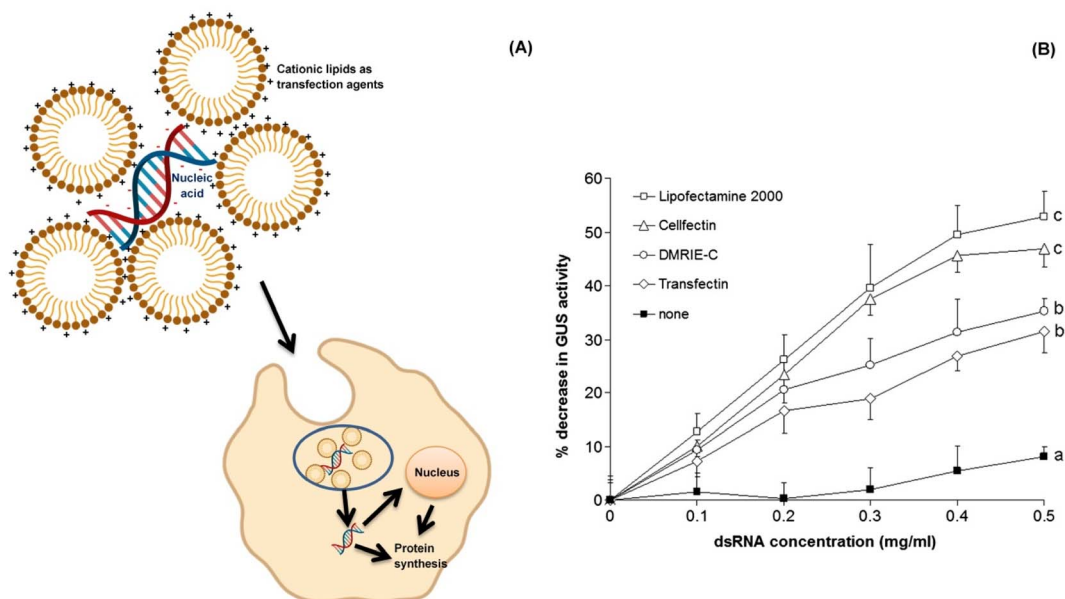 (A)
Cationic lipids as
transfection agents
Nucleic
acid
Nucleus
Protein
synthesis
(B)
% decrease in GUS activity
60
50
40
30
20
10
0
Lipofectamine 2000
Cellfectin
DMRIE-C
Transfectin
none
c
c
b
b
a
0
0.1
0.2
0.3
0.4
0.5
dsRNA concentration (mg/ml)